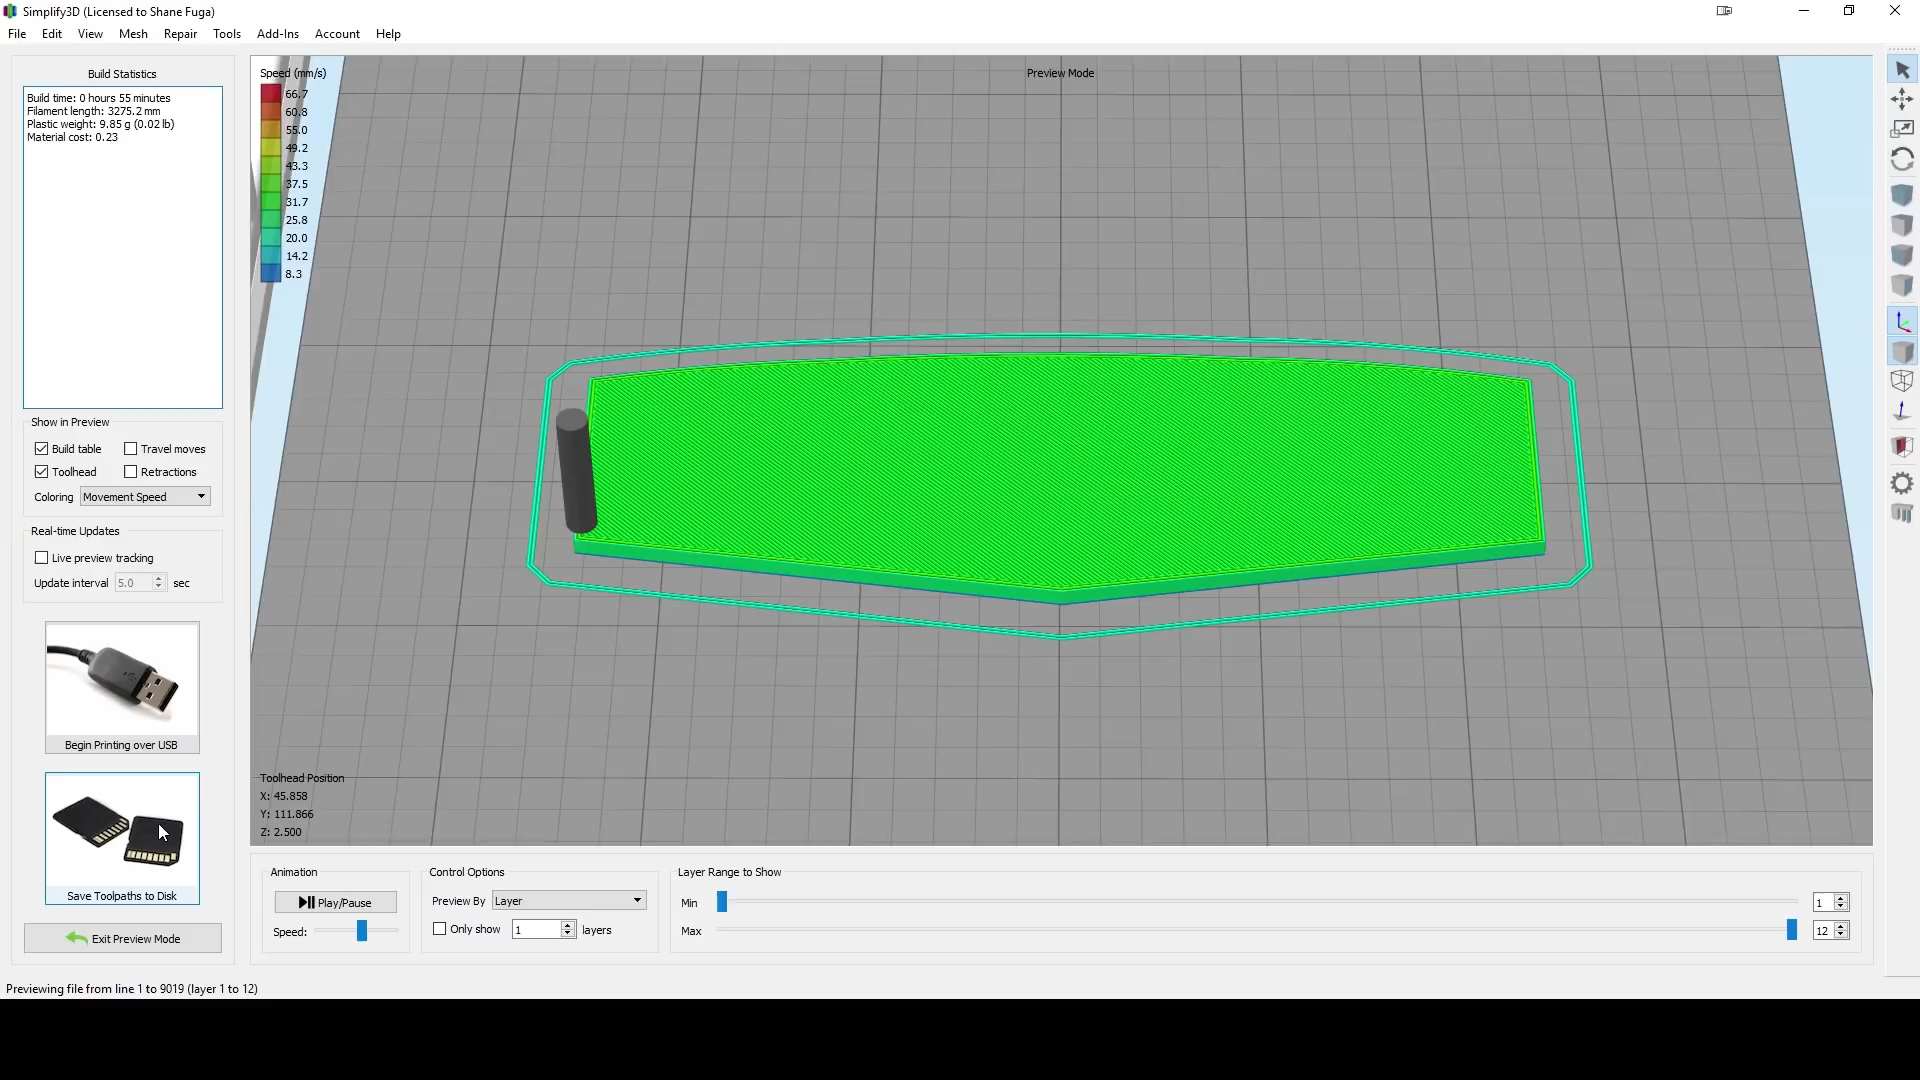 Simplify3D (Licensed to Shane Fuga)
File Edit View Mesh Repair Tools Add-Ins Account Help
Build Statistics
Build time: 0 hours 55 minutes
Filament length: 3275.2 mm
Plastic weight: 9.85 g (0.02 lb)
Material cost: 0.23
Show in Preview
Build table Travel moves
Toolhead Retractions
Coloring Movement Speed
Real-time Updates
Live preview tracking
Update interval 5.0 sec
Begin Printing over USB
Save Toolpaths to Disk
Exit Preview Mode
Speed (mm/s)
66.7
60.8
55.0
49.2
43.3
37.5
31.7
25.8
20.0
14.2
8.3
Preview Mode
Toolhead Position
X: 45.858
Y: 111.866
Z: 2.500
Animation
Play/Pause
Speed:
Control Options
Preview By Layer
Only show 1 layers
Layer Range to Show
Min 1
Max 12
Previewing file from line 1 to 9019 (layer 1 to 12)